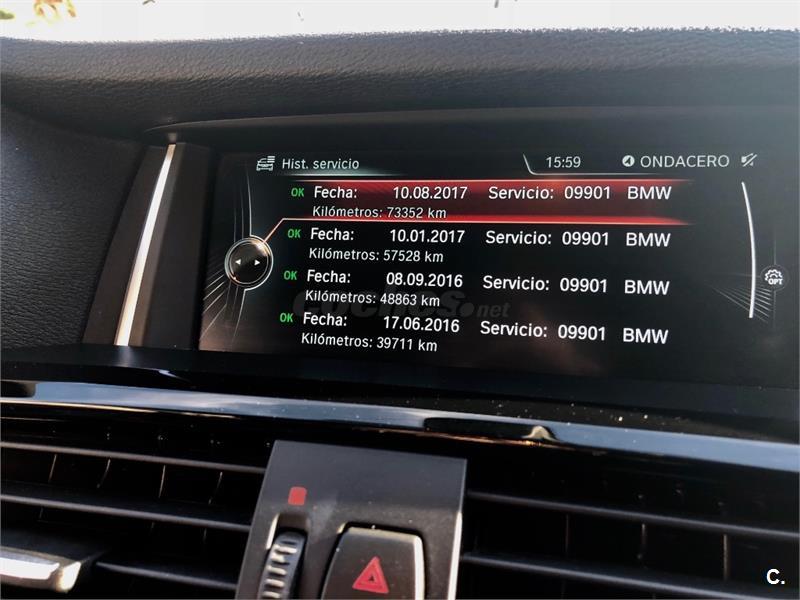 Hist. servicio 15:59 ONDACERO
OK Fecha: 10.08.2017 Servicio: 09901 BMW
Kilómetros: 73352 km
OK Fecha: 10.01.2017 Servicio: 09901 BMW
Kilómetros: 57528 km
OK Fecha: 08.09.2016 Servicio: 09901 BMW
Kilómetros: 48863 km
OK Fecha: 17.06.2016 Servicio: 09901 BMW
Kilómetros: 39711 km
OPT
coches.net
C.